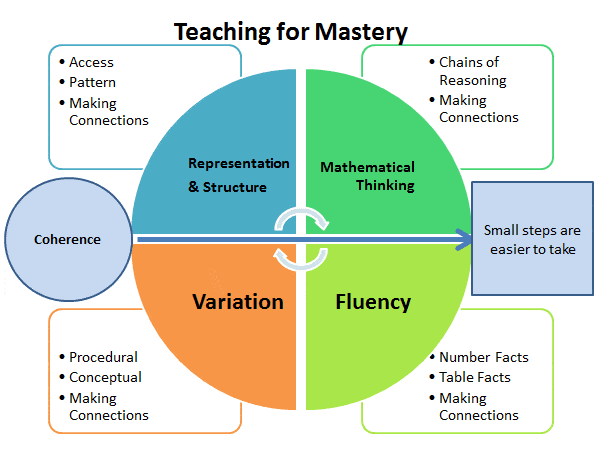 Teaching for Mastery
• Access
• Pattern
• Making
Connections
• Chains of
Reasoning
• Making
Connections
Representation
& Structure
Mathematical
Thinking
Coherence
Small steps are
easier to take
Variation
Fluency
• Procedural
• Conceptual
• Making
Connections
• Number Facts
• Table Facts
• Making
Connections